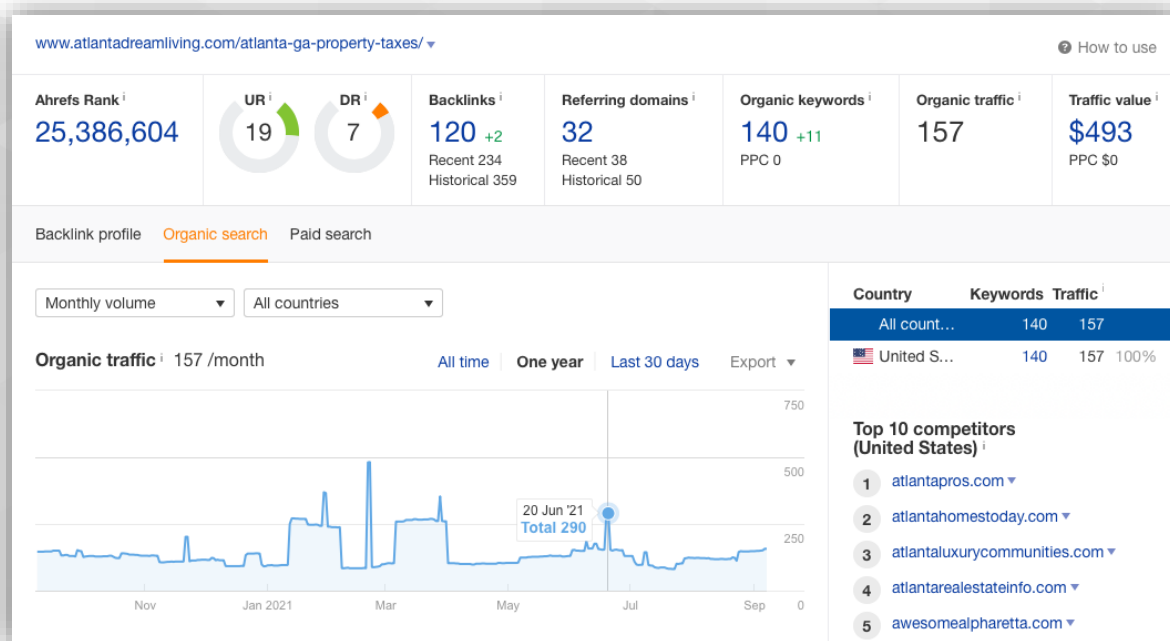 www.atlantadreamliving.com/atlanta-ga-property-taxes/
How to use
Ahrefs Rank
25,386,604
UR
19
DR
7
Backlinks
120 +2
Recent 234
Historical 359
Referring domains
32
Recent 38
Historical 50
Organic keywords
140 +11
PPC 0
Organic traffic
157
Traffic value
$493
PPC $0
Backlink profile Organic search Paid search
Monthly volume All countries
Organic traffic 157 /month
All time One year Last 30 days Export
750
500
250
0
20 Jun '21
Total 290
Nov Jan 2021 Mar May Jul Sep
Country Keywords Traffic
All count... 140 157
United S... 140 157 100%
Top 10 competitors
(United States)
1 atlantapros.com
2 atlantahomestoday.com
3 atlantaluxurycommunities.com
4 atlantarealestateinfo.com
5 awesomealpharetta.com